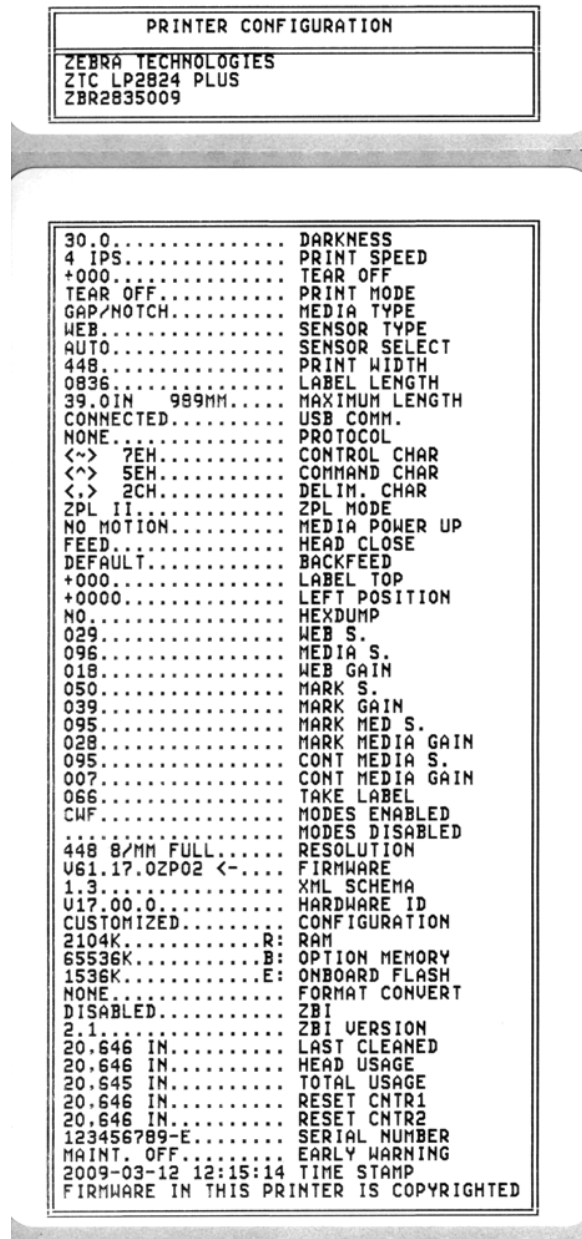 PRINTER CONFIGURATION
ZEBRA TECHNOLOGIES
ZTC LP2824 PLUS
ZBR2835009
30.0............... DARKNESS
4 IPS.............. PRINT SPEED
+000............... TEAR OFF
TEAR OFF........... PRINT MODE
GAP/NOTCH.......... MEDIA TYPE
WEB................ SENSOR TYPE
AUTO............... SENSOR SELECT
448................ PRINT WIDTH
0836............... LABEL LENGTH
39.0IN   989MM..... MAXIMUM LENGTH
CONNECTED.......... USB COMM.
NONE............... PROTOCOL
<~>  7EH........... CONTROL CHAR
<^>  5EH........... COMMAND CHAR
<,>  2CH........... DELIM. CHAR
ZPL II............. ZPL MODE
NO MOTION.......... MEDIA POWER UP
FEED............... HEAD CLOSE
DEFAULT............ BACKFEED
+000............... LABEL TOP
+0000.............. LEFT POSITION
NO................. HEXDUMP
029................ WEB S.
096................ MEDIA S.
018................ WEB GAIN
050................ MARK S.
039................ MARK GAIN
095................ MARK MED S.
028................ MARK MEDIA GAIN
095................ CONT MEDIA S.
007................ CONT MEDIA GAIN
066................ TAKE LABEL
CWF................ MODES ENABLED
................... MODES DISABLED
448 8/MM FULL...... RESOLUTION
V61.17.0ZP02 <-.... FIRMWARE
1.3................ XML SCHEMA
V17.00.0........... HARDWARE ID
CUSTOMIZED......... CONFIGURATION
2104K............R: RAM
65536K...........B: OPTION MEMORY
1536K............E: ONBOARD FLASH
NONE............... FORMAT CONVERT
DISABLED........... ZBI
2.1................ ZBI VERSION
20,646 IN.......... LAST CLEANED
20,646 IN.......... HEAD USAGE
20,645 IN.......... TOTAL USAGE
20,646 IN.......... RESET CNTR1
20,646 IN.......... RESET CNTR2
123456789-E........ SERIAL NUMBER
MAINT. OFF......... EARLY WARNING
2009-03-12 12:15:14 TIME STAMP
FIRMWARE IN THIS PRINTER IS COPYRIGHTED